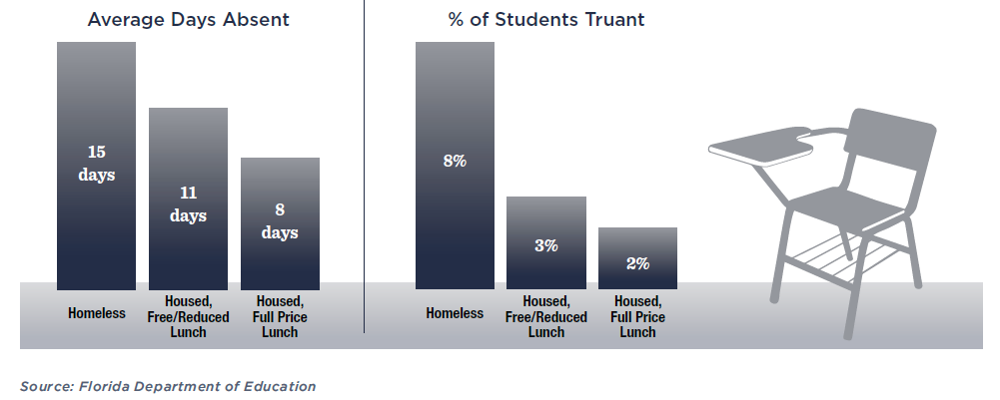 Average Days Absent
15
days
11
days
8
days
Homeless
Housed,
Free/Reduced
Lunch
Housed,
Full Price
Lunch
% of Students Truant
8%
3%
2%
Homeless
Housed,
Free/Reduced
Lunch
Housed,
Full Price
Lunch
Source: Florida Department of Education